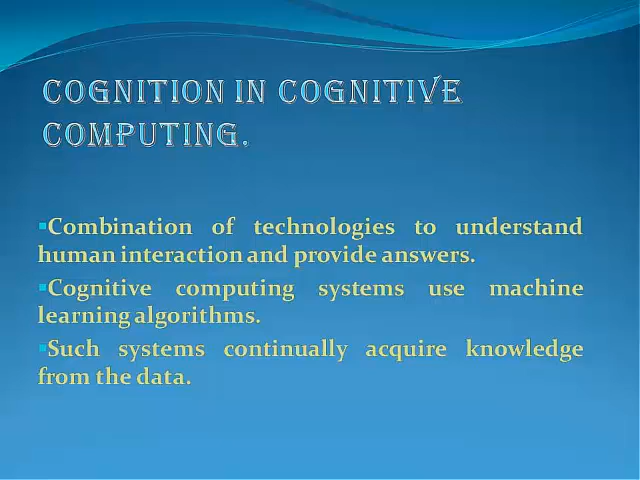 COGNITION IN COGNITIVE
COMPUTING.
▪Combination of technologies to understand
human interaction and provide answers.
▪Cognitive computing systems use machine
learning algorithms.
▪Such systems continually acquire knowledge
from the data.